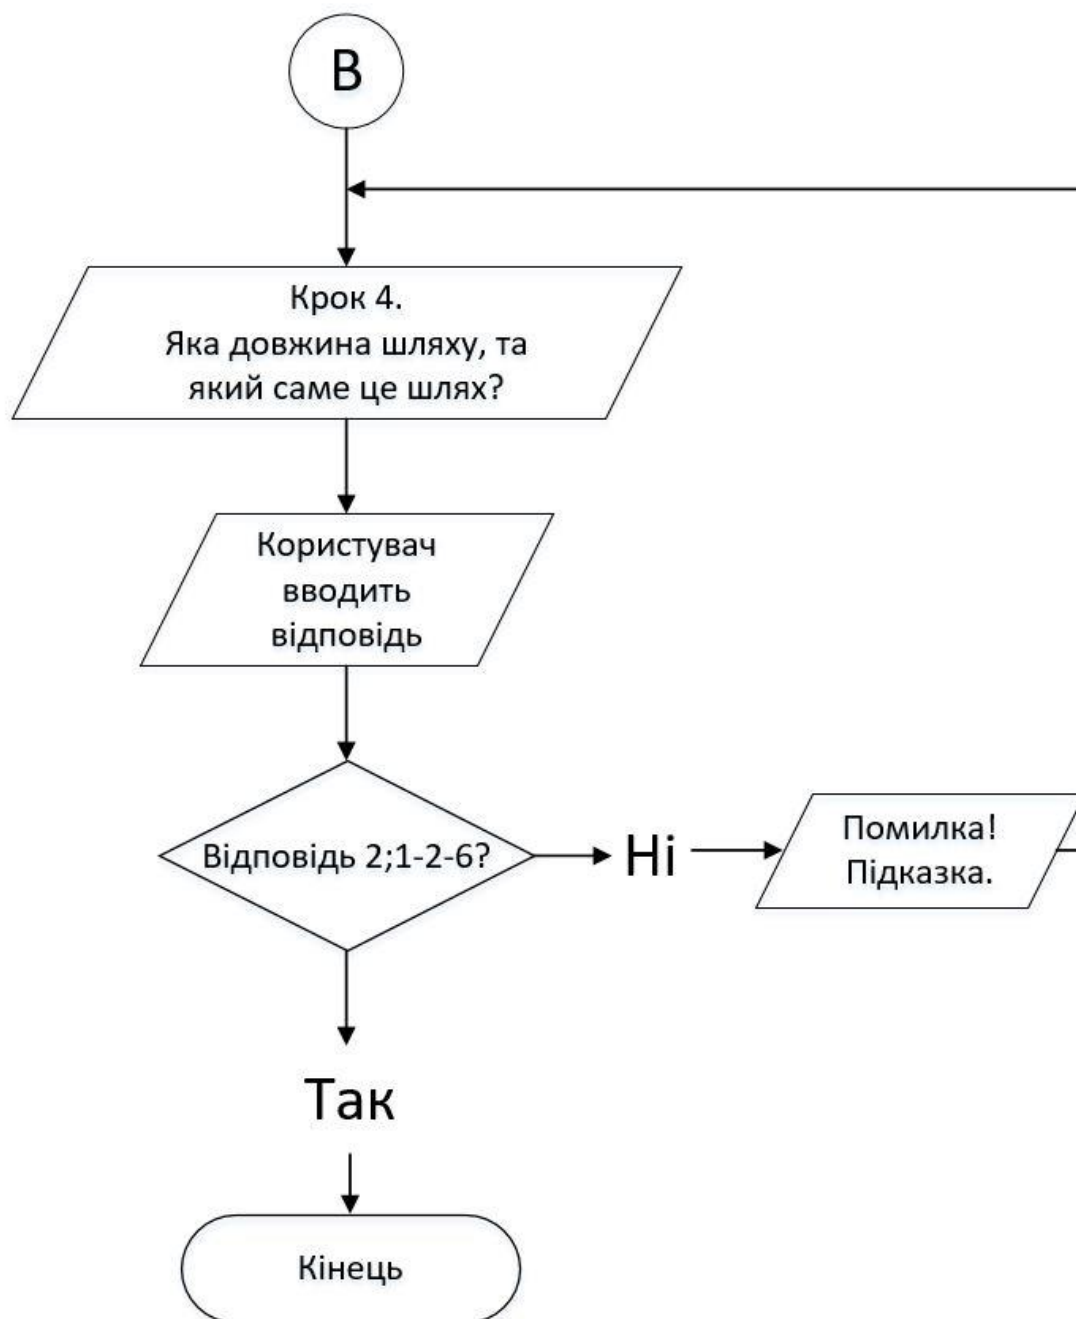 В
Крок 4.
Яка довжина шляху, та
який саме це шлях?
Користувач
вводить
відповідь
Відповідь 2;1-2-6?
Ні
Помилка!
Підказка.
Так
Кінець